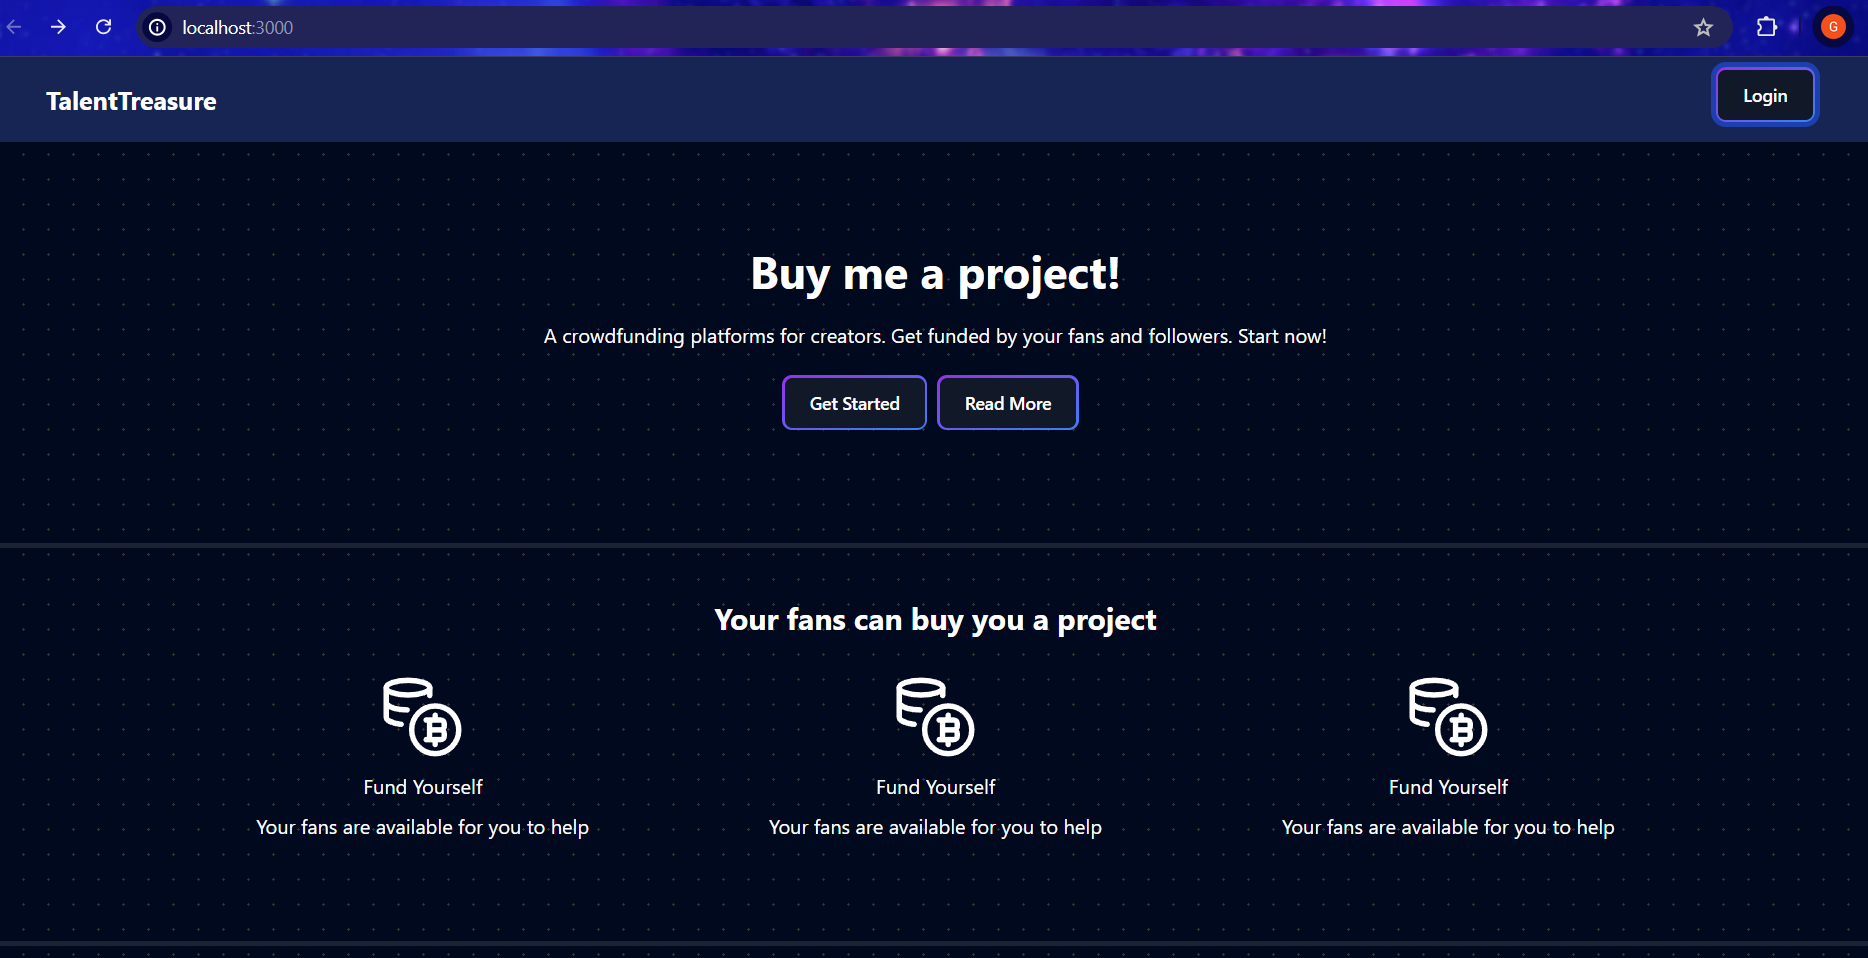 localhost:3000
G
TalentTreasure
Login
Buy me a project!
A crowdfunding platforms for creators. Get funded by your fans and followers. Start now!
Get Started
Read More
Your fans can buy you a project
Fund Yourself
Your fans are available for you to help
Fund Yourself
Your fans are available for you to help
Fund Yourself
Your fans are available for you to help